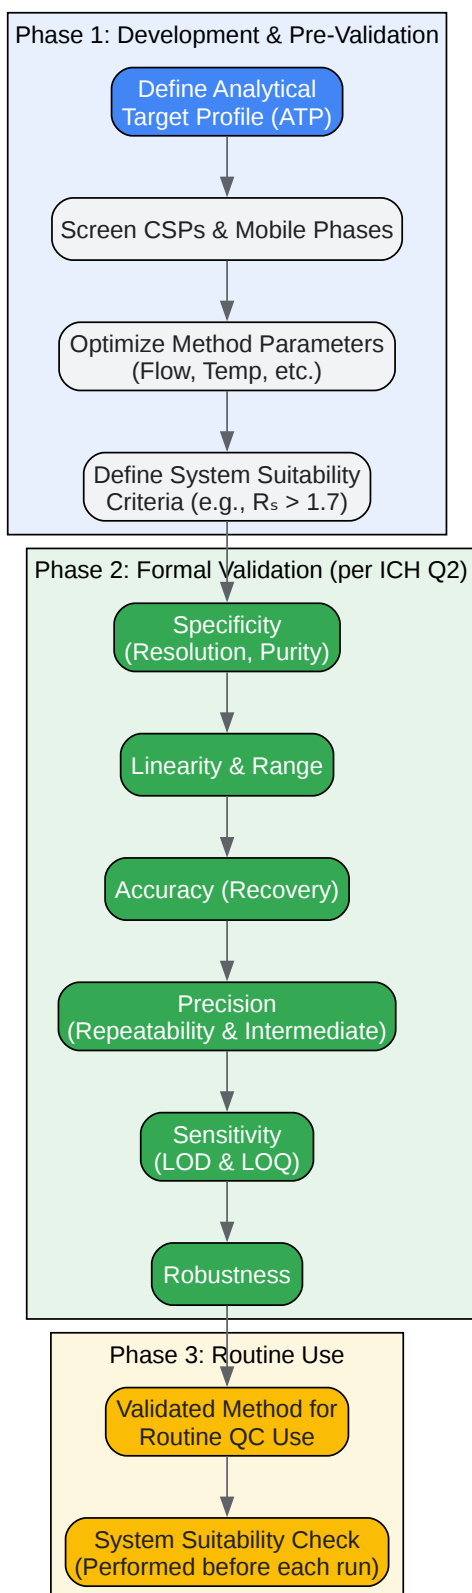 Phase 1: Development & Pre-Validation
Define Analytical
Target Profile (ATP)
Screen CSPs & Mobile Phases
Optimize Method Parameters
(Flow, Temp, etc.)
Define System Suitability
Criteria (e.g., Rₛ > 1.7)
Phase 2: Formal Validation (per ICH Q2)
Specificity
(Resolution, Purity)
Linearity & Range
Accuracy (Recovery)
Precision
(Repeatability & Intermediate)
Sensitivity
(LOD & LOQ)
Robustness
Phase 3: Routine Use
Validated Method for
Routine QC Use
System Suitability Check
(Performed before each run)